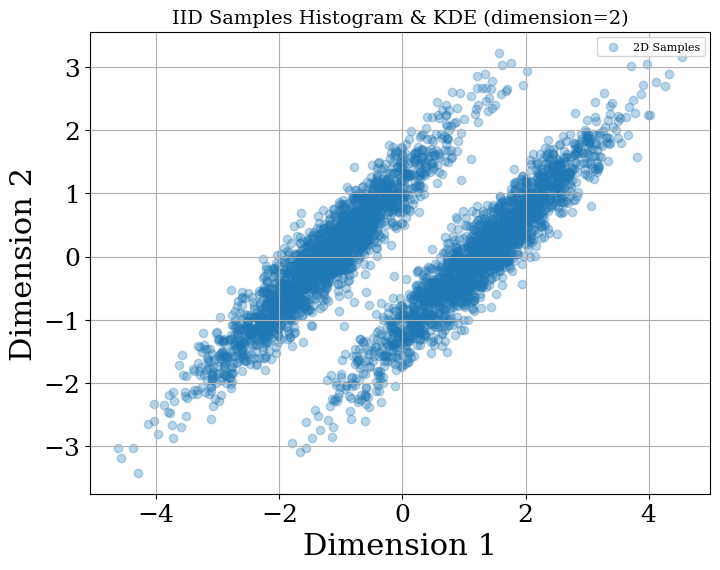 IID Samples Histogram & KDE (dimension=2)
2D Samples
3
2
1
0
−1
−2
−3
Dimension 2
−4 −2 0 2 4
Dimension 1